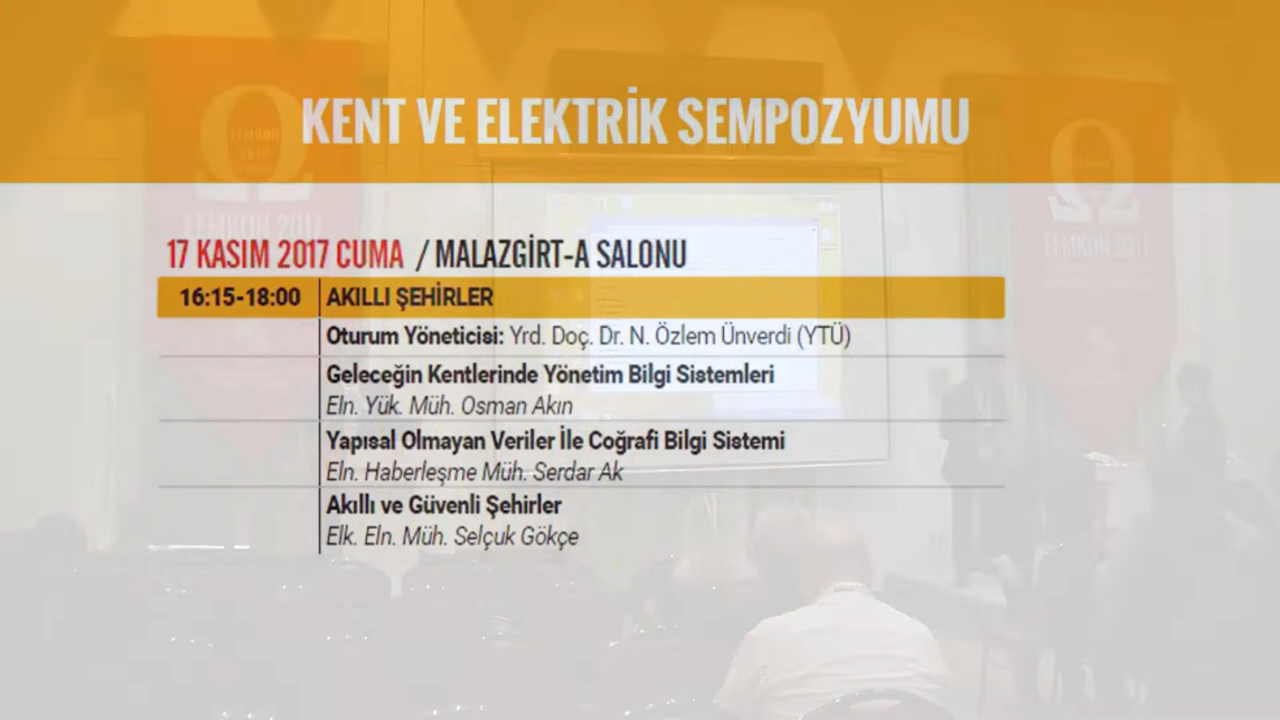 KENT VE ELEKTRİK SEMPOZYUMU
17 KASIM 2017 CUMA / MALAZGİRT-A SALONU
16:15-18:00 AKILLI ŞEHİRLER
Oturum Yöneticisi: Yrd. Doç. Dr. N. Özlem Ünverdi (YTÜ)
Geleceğin Kentlerinde Yönetim Bilgi Sistemleri
Eln. Yük. Müh. Osman Akın
Yapısal Olmayan Veriler İle Coğrafi Bilgi Sistemi
Eln. Haberleşme Müh. Serdar Ak
Akıllı ve Güvenli Şehirler
Elk. Eln. Müh. Selçuk Gökçe